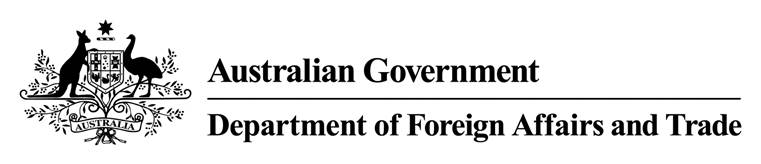 Australian Government
Department of Foreign Affairs and Trade
AUSTRALIA